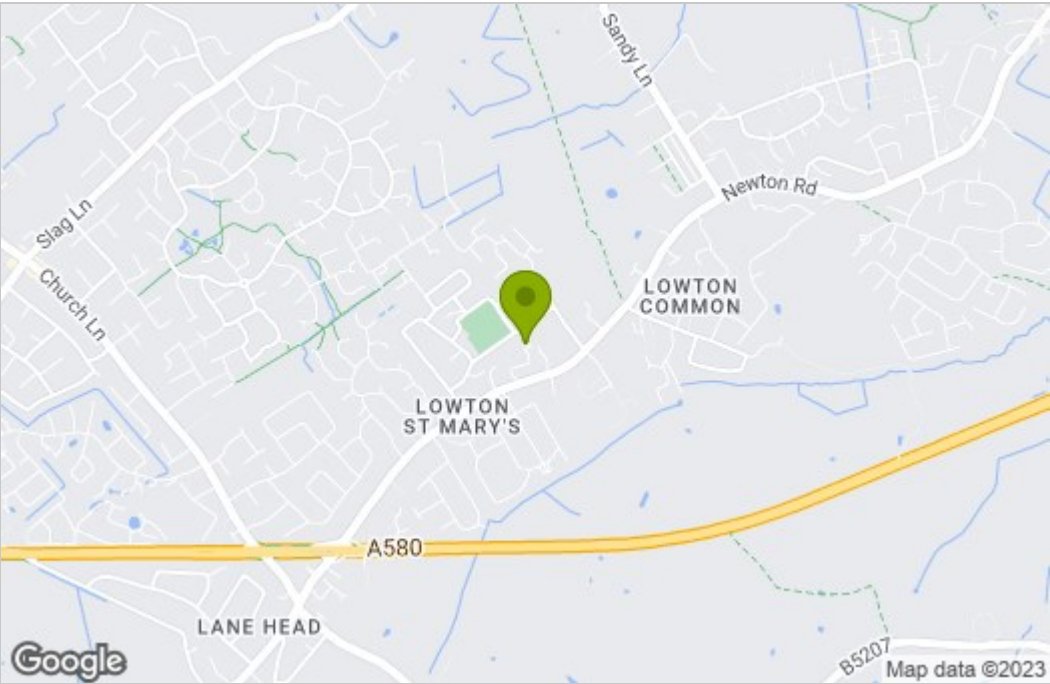 Sandy Ln
Newton Rd
Slag Ln
Church Ln
LOWTON
COMMON
LOWTON
ST MARY'S
A580
LANE HEAD
B5207
Google
Map data ©2023